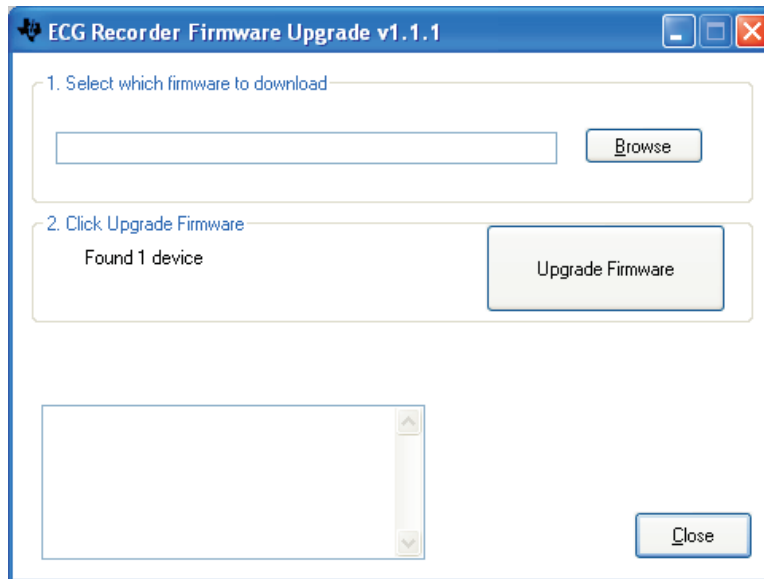 ECG Recorder Firmware Upgrade v1.1.1
1. Select which firmware to download
Browse
2. Click Upgrade Firmware
Found 1 device
Upgrade Firmware
Close